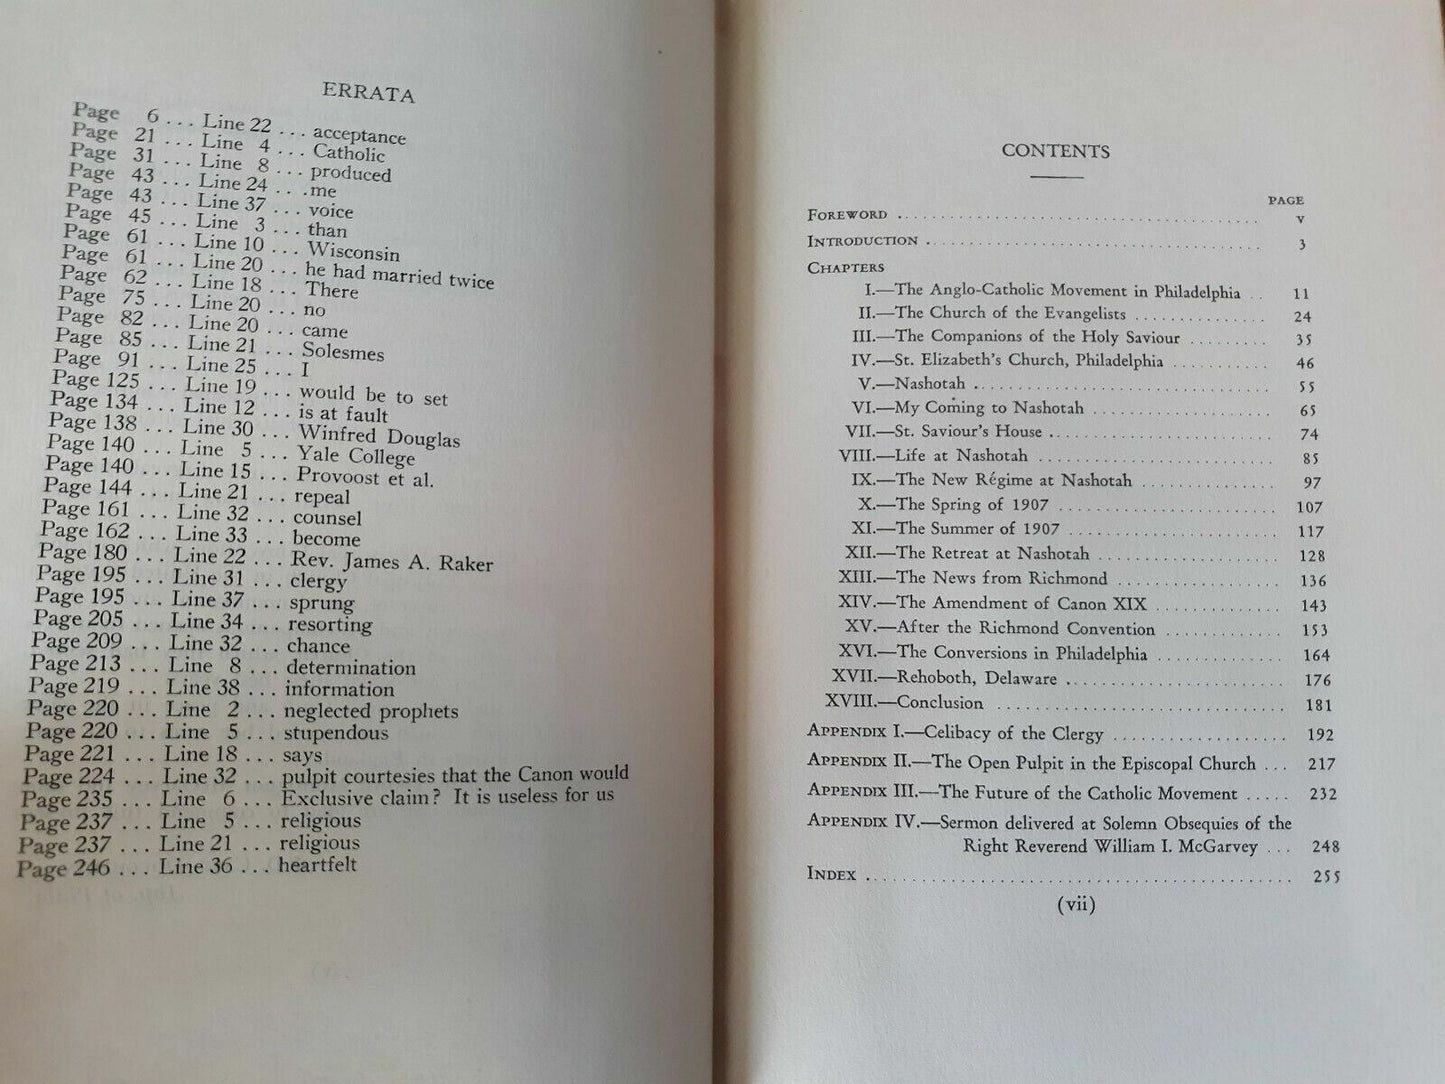 ERRATA
Page 6 ... Line 22 ... acceptance
Page 21 ... Line 4 ... Catholic
Page 31 ... Line 8 ... produced
Page 43 ... Line 24 ... me
Page 43 ... Line 37 ... voice
Page 45 ... Line 3 ... than
Page 61 ... Line 10 ... Wisconsin
Page 61 ... Line 20 ... he had married twice
Page 62 ... Line 18 ... There
Page 75 ... Line 20 ... no
Page 82 ... Line 20 ... came
Page 85 ... Line 21 ... Solesmes
Page 91 ... Line 25 ... I
Page 125 ... Line 19 ... would be to set
Page 134 ... Line 12 ... is at fault
Page 138 ... Line 30 ... Winfred Douglas
Page 140 ... Line 5 ... Yale College
Page 140 ... Line 15 ... Provoost et al.
Page 144 ... Line 21 ... repeal
Page 161 ... Line 32 ... counsel
Page 162 ... Line 33 ... become
Page 180 ... Line 22 ... Rev. James A. Raker
Page 195 ... Line 31 ... clergy
Page 195 ... Line 37 ... sprung
Page 205 ... Line 34 ... resorting
Page 209 ... Line 32 ... chance
Page 213 ... Line 8 ... determination
Page 219 ... Line 38 ... information
Page 220 ... Line 2 ... neglected prophets
Page 220 ... Line 5 ... stupendous
Page 221 ... Line 18 ... says
Page 224 ... Line 32 ... pulpit courtesies that the Canon would
Page 235 ... Line 6 ... Exclusive claim? It is useless for us
Page 237 ... Line 5 ... religious
Page 237 ... Line 21 ... religious
Page 246 ... Line 36 ... heartfelt
CONTENTS
PAGE
FOREWORD ... v
INTRODUCTION ... 3
CHAPTERS
I.—The Anglo-Catholic Movement in Philadelphia .. 11
II.—The Church of the Evangelists ... 24
III.—The Companions of the Holy Saviour ... 35
IV.—St. Elizabeth's Church, Philadelphia ... 46
V.—Nashotah ... 55
VI.—My Coming to Nashotah ... 65
VII.—St. Saviour's House ... 74
VIII.—Life at Nashotah ... 85
IX.—The New Régime at Nashotah ... 97
X.—The Spring of 1907 ... 107
XI.—The Summer of 1907 ... 117
XII.—The Retreat at Nashotah ... 128
XIII.—The News from Richmond ... 136
XIV.—The Amendment of Canon XIX ... 143
XV.—After the Richmond Convention ... 153
XVI.—The Conversions in Philadelphia ... 164
XVII.—Rehoboth, Delaware ... 176
XVIII.—Conclusion ... 181
APPENDIX I.—Celibacy of the Clergy ... 192
APPENDIX II.—The Open Pulpit in the Episcopal Church ... 217
APPENDIX III.—The Future of the Catholic Movement ..... 232
APPENDIX IV.—Sermon delivered at Solemn Obsequies of the
Right Reverend William I. McGarvey ... 248
INDEX ... 255
(vii)